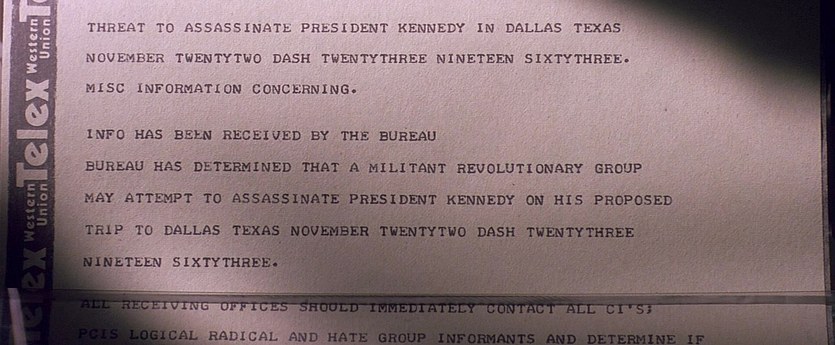 THREAT TO ASSASSINATE PRESIDENT KENNEDY IN DALLAS TEXAS
NOVEMBER TWENTYTWO DASH TWENTYTHREE NINETEEN SIXTYTHREE.
MISC INFORMATION CONCERNING.
INFO HAS BEEN RECEIVED BY THE BUREAU
BUREAU HAS DETERMINED THAT A MILITANT REVOLUTIONARY GROUP
MAY ATTEMPT TO ASSASSINATE PRESIDENT KENNEDY ON HIS PROPOSED
TRIP TO DALLAS TEXAS NOVEMBER TWENTYTWO DASH TWENTYTHREE
NINETEEN SIXTYTHREE.
ALL RECEIVING OFFICES SHOULD IMMEDIATELY CONTACT ALL CI'S;
PCIS LOGICAL RADICAL AND HATE GROUP INFORMANTS AND DETERMINE IF
Western
Union
Telex
Western
Union